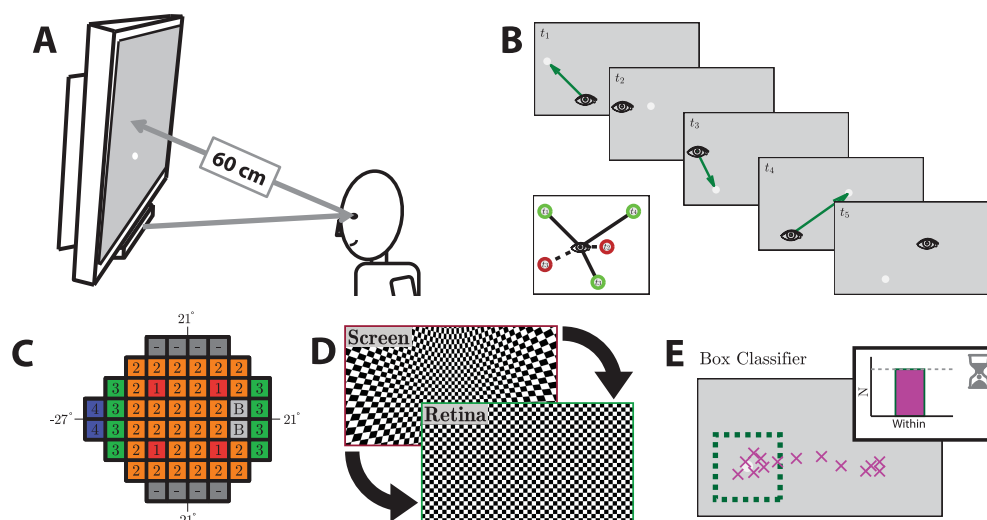 A
60 cm
B
t1
t2
t3
t4
t5
t1
t4
C
21°
- - - -
2 2 2 2 2 2
3 2 1 2 2 1 2 3
4 3 2 2 2 2 2 B 3
-27°
21°
4 3 2 2 2 2 2 B 3
3 2 1 2 2 1 2 3
2 2 2 2 2 2
- - - -
21°
D
Screen
Retina
E
Box Classifier
N
Within